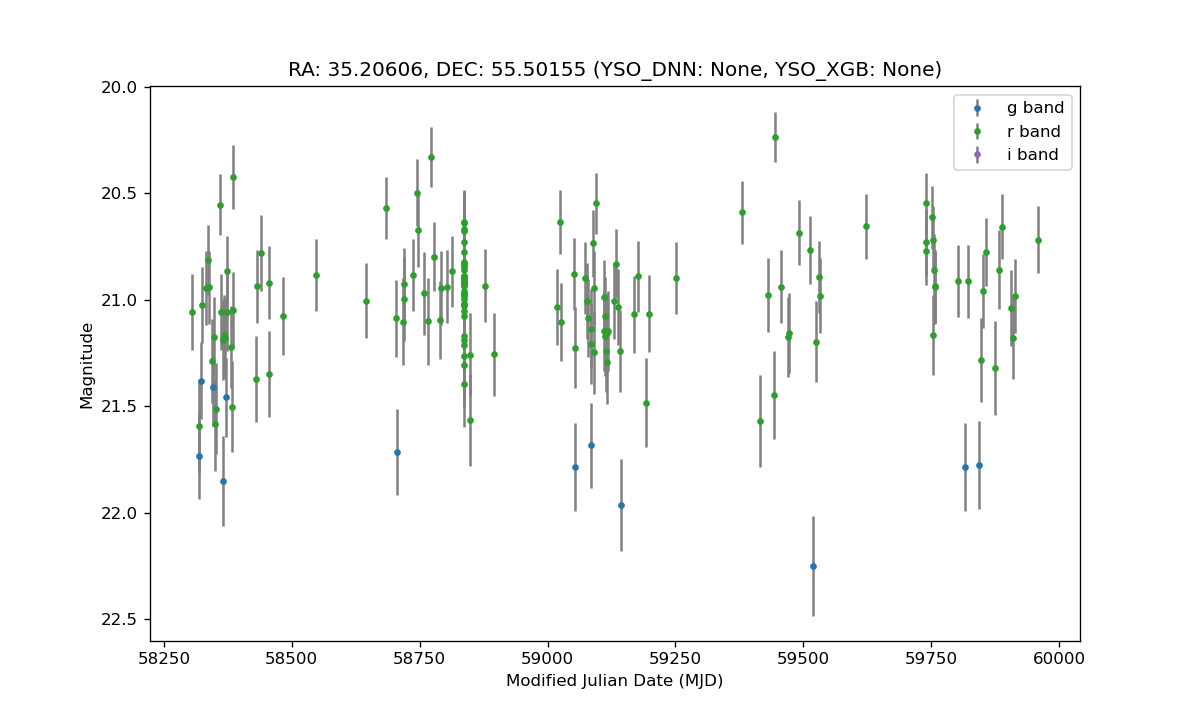 RA: 35.20606, DEC: 55.50155 (YSO_DNN: None, YSO_XGB: None)
g band
r band
i band
20.0
20.5
21.0
21.5
22.0
22.5
Magnitude
58250 58500 58750 59000 59250 59500 59750 60000
Modified Julian Date (MJD)